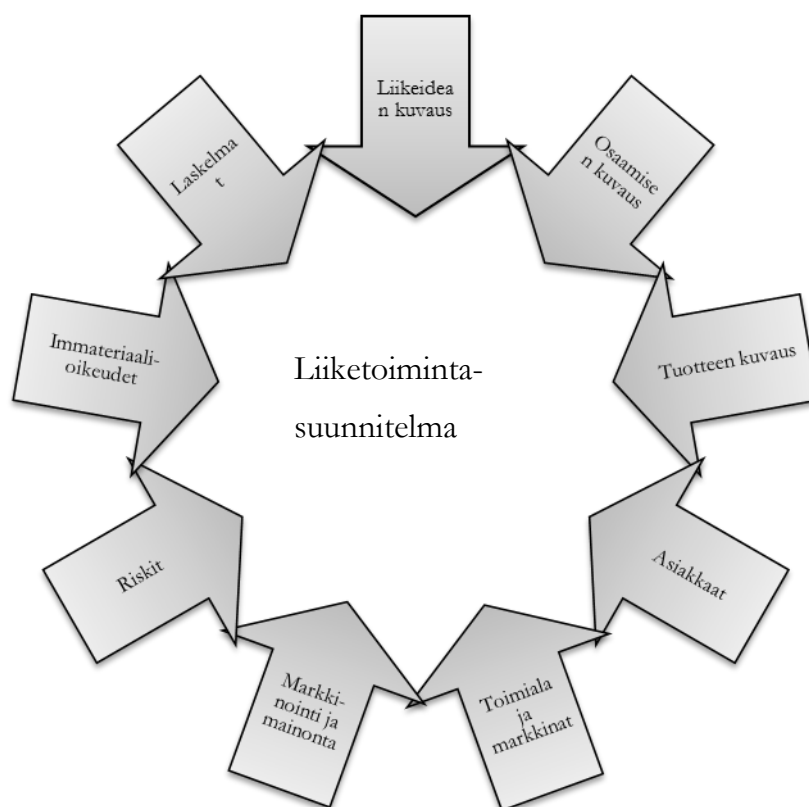 Liikeidea
n kuvaus
Osaamise
n kuvaus
Tuotteen kuvaus
Asiakkaat
Toimiala
ja
markkinat
Markki-
nointi ja
mainonta
Riskit
Immateriaali-
oikeudet
Laskelma
t
Liiketoiminta-
suunnitelma